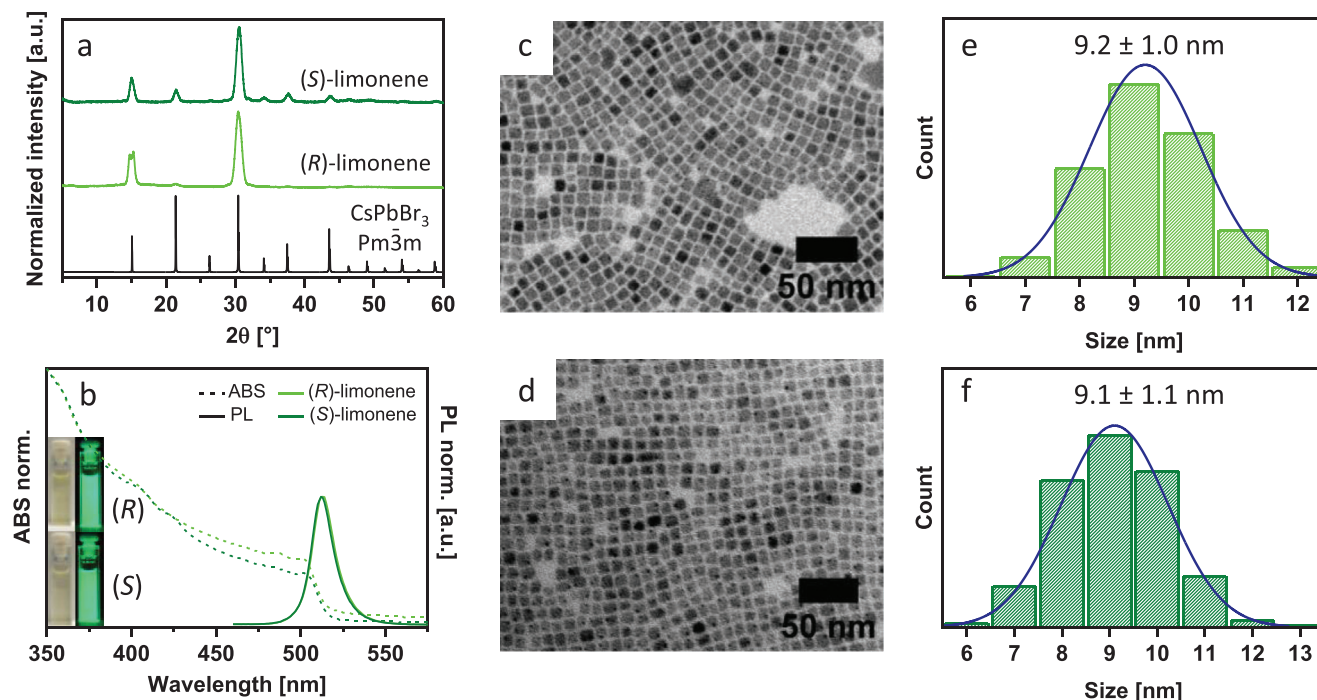 a
(S)-limonene
(R)-limonene
CsPbBr3
Pm3̄m
Normalized intensity [a.u.]
5 10 20 30 40 50 60
2θ [°]
b
ABS
PL
(R)-limonene
(S)-limonene
(R)
(S)
ABS norm.
PL norm. [a.u.]
350 400 450 500 550
Wavelength [nm]
c
50 nm
d
50 nm
e
9.2 ± 1.0 nm
Count
6 7 8 9 10 11 12
Size [nm]
f
9.1 ± 1.1 nm
Count
6 7 8 9 10 11 12 13
Size [nm]